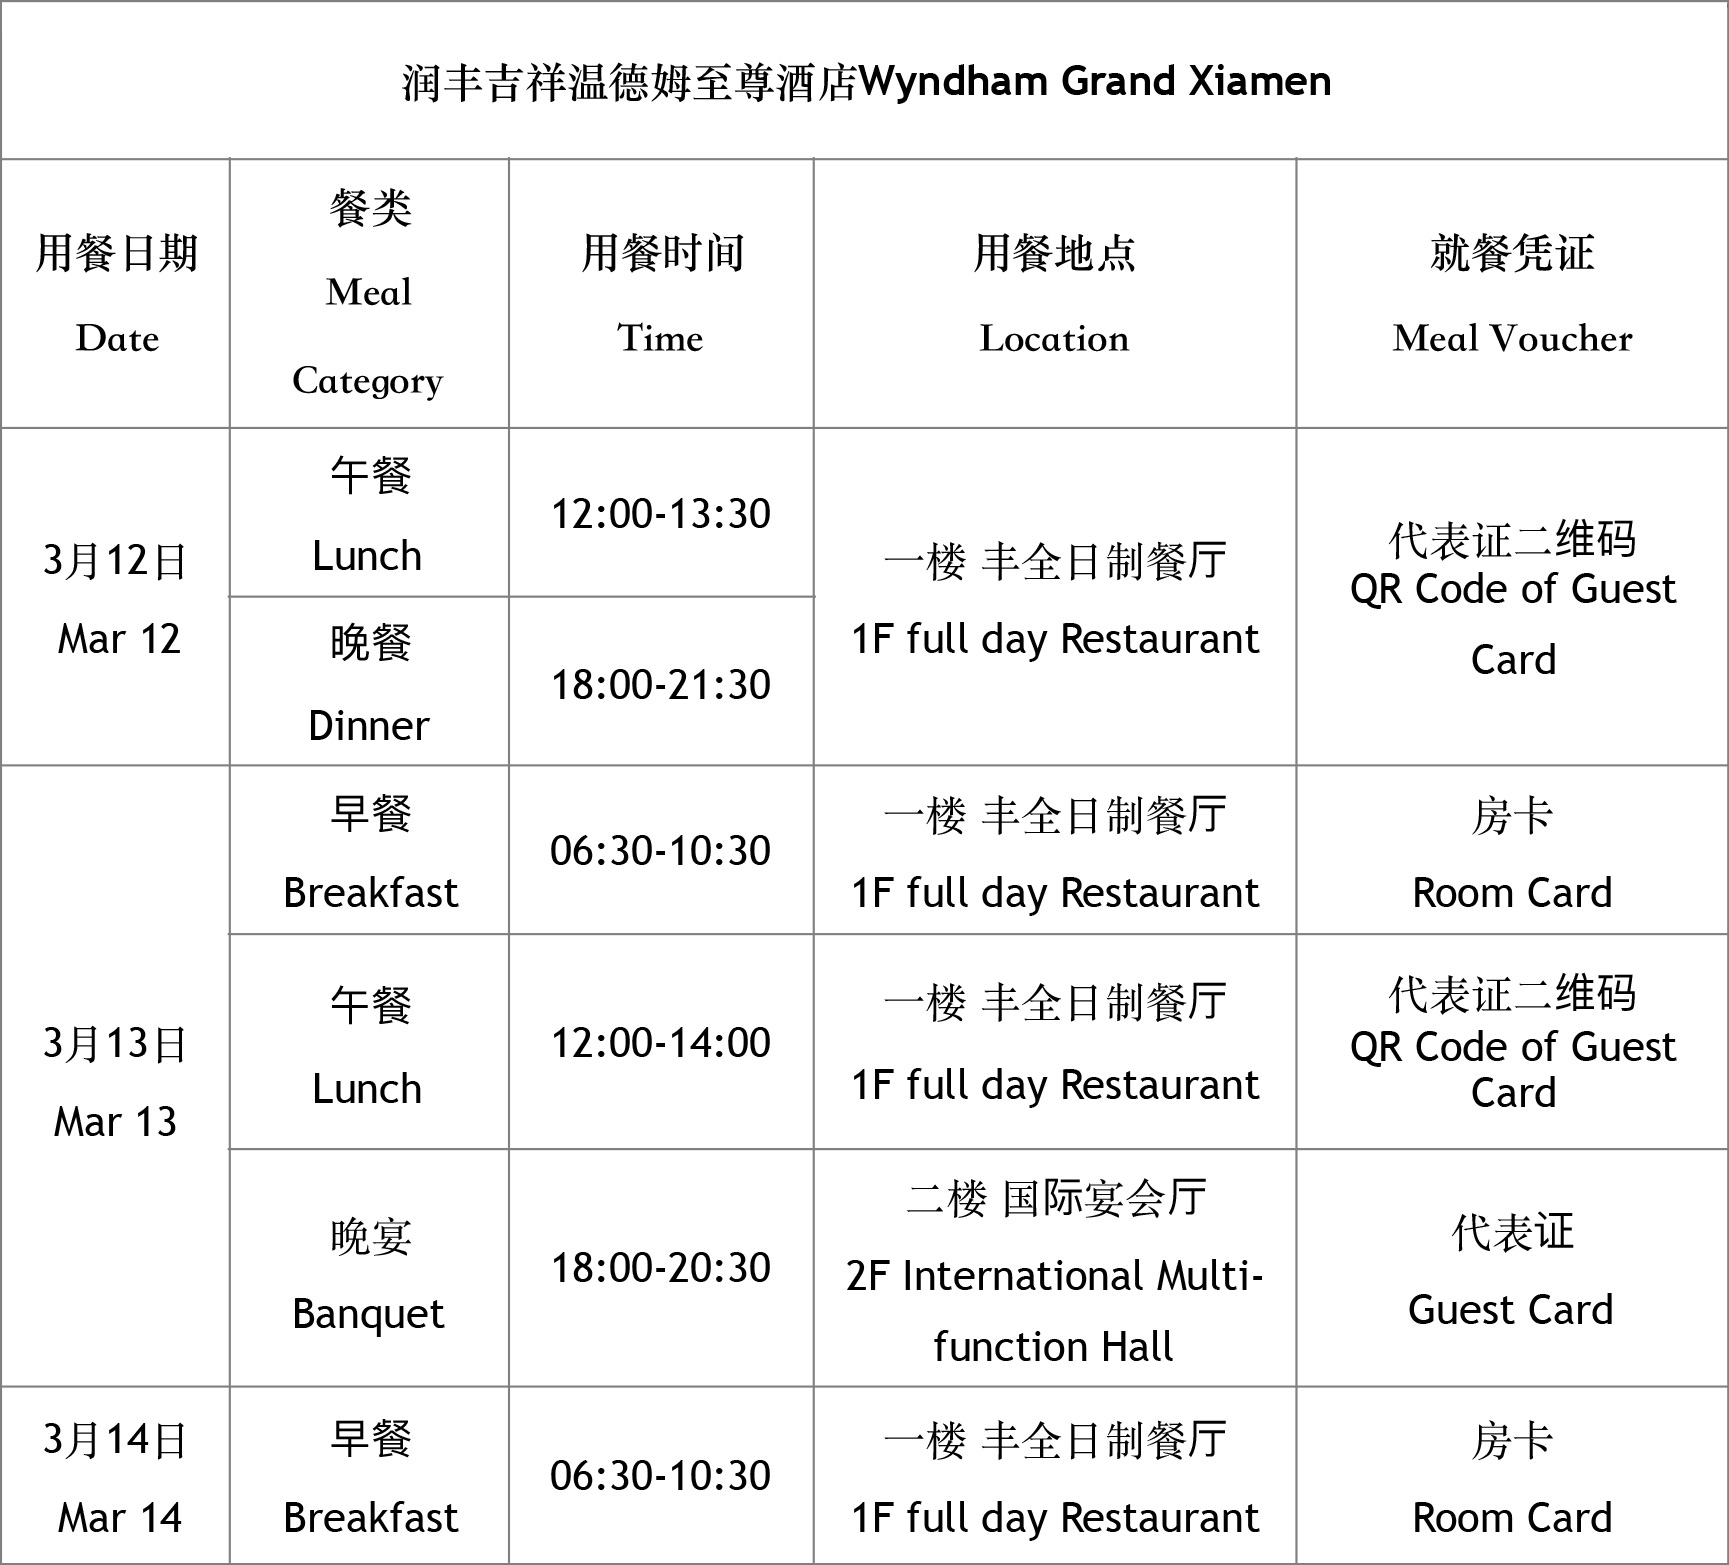 润丰吉祥温德姆至尊酒店Wyndham Grand Xiamen
用餐日期
Date
餐类
Meal
Category
用餐时间
Time
用餐地点
Location
就餐凭证
Meal Voucher
3月12日
Mar 12
午餐
Lunch
12:00-13:30
一楼 丰全日制餐厅
1F full day Restaurant
代表证二维码
QR Code of Guest
Card
晚餐
Dinner
18:00-21:30
3月13日
Mar 13
早餐
Breakfast
06:30-10:30
一楼 丰全日制餐厅
1F full day Restaurant
房卡
Room Card
午餐
Lunch
12:00-14:00
一楼 丰全日制餐厅
1F full day Restaurant
代表证二维码
QR Code of Guest
Card
晚宴
Banquet
18:00-20:30
二楼 国际宴会厅
2F International Multi-
function Hall
代表证
Guest Card
3月14日
Mar 14
早餐
Breakfast
06:30-10:30
一楼 丰全日制餐厅
1F full day Restaurant
房卡
Room Card